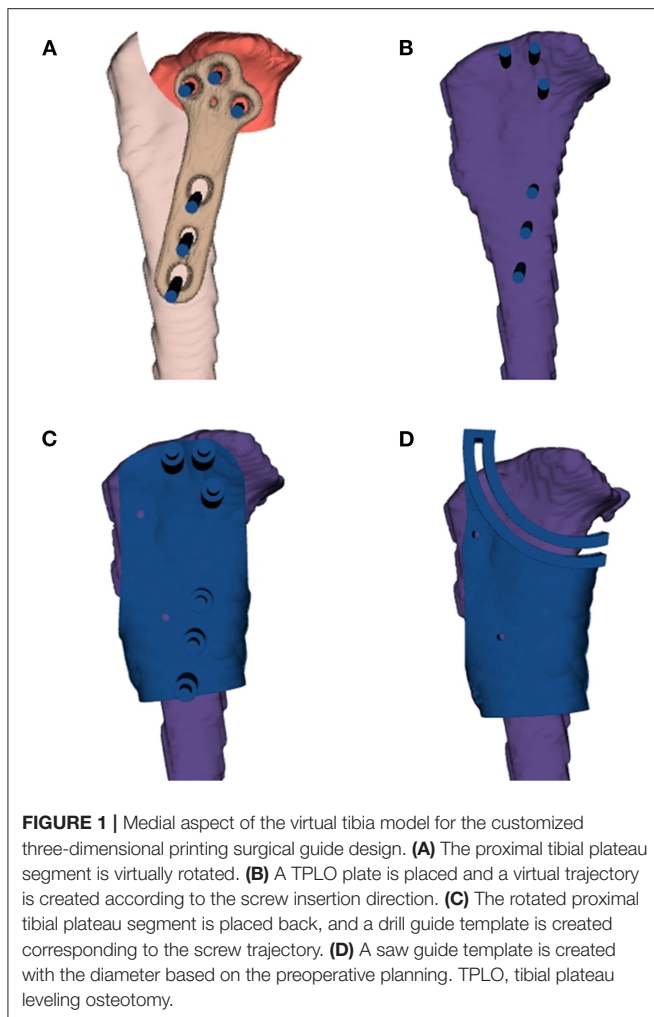 A
B
C
D
FIGURE 1 | Medial aspect of the virtual tibia model for the customized
three-dimensional printing surgical guide design. (A) The proximal tibial plateau
segment is virtually rotated. (B) A TPLO plate is placed and a virtual trajectory
is created according to the screw insertion direction. (C) The rotated proximal
tibial plateau segment is placed back, and a drill guide template is created
corresponding to the screw trajectory. (D) A saw guide template is created
with the diameter based on the preoperative planning. TPLO, tibial plateau
leveling osteotomy.